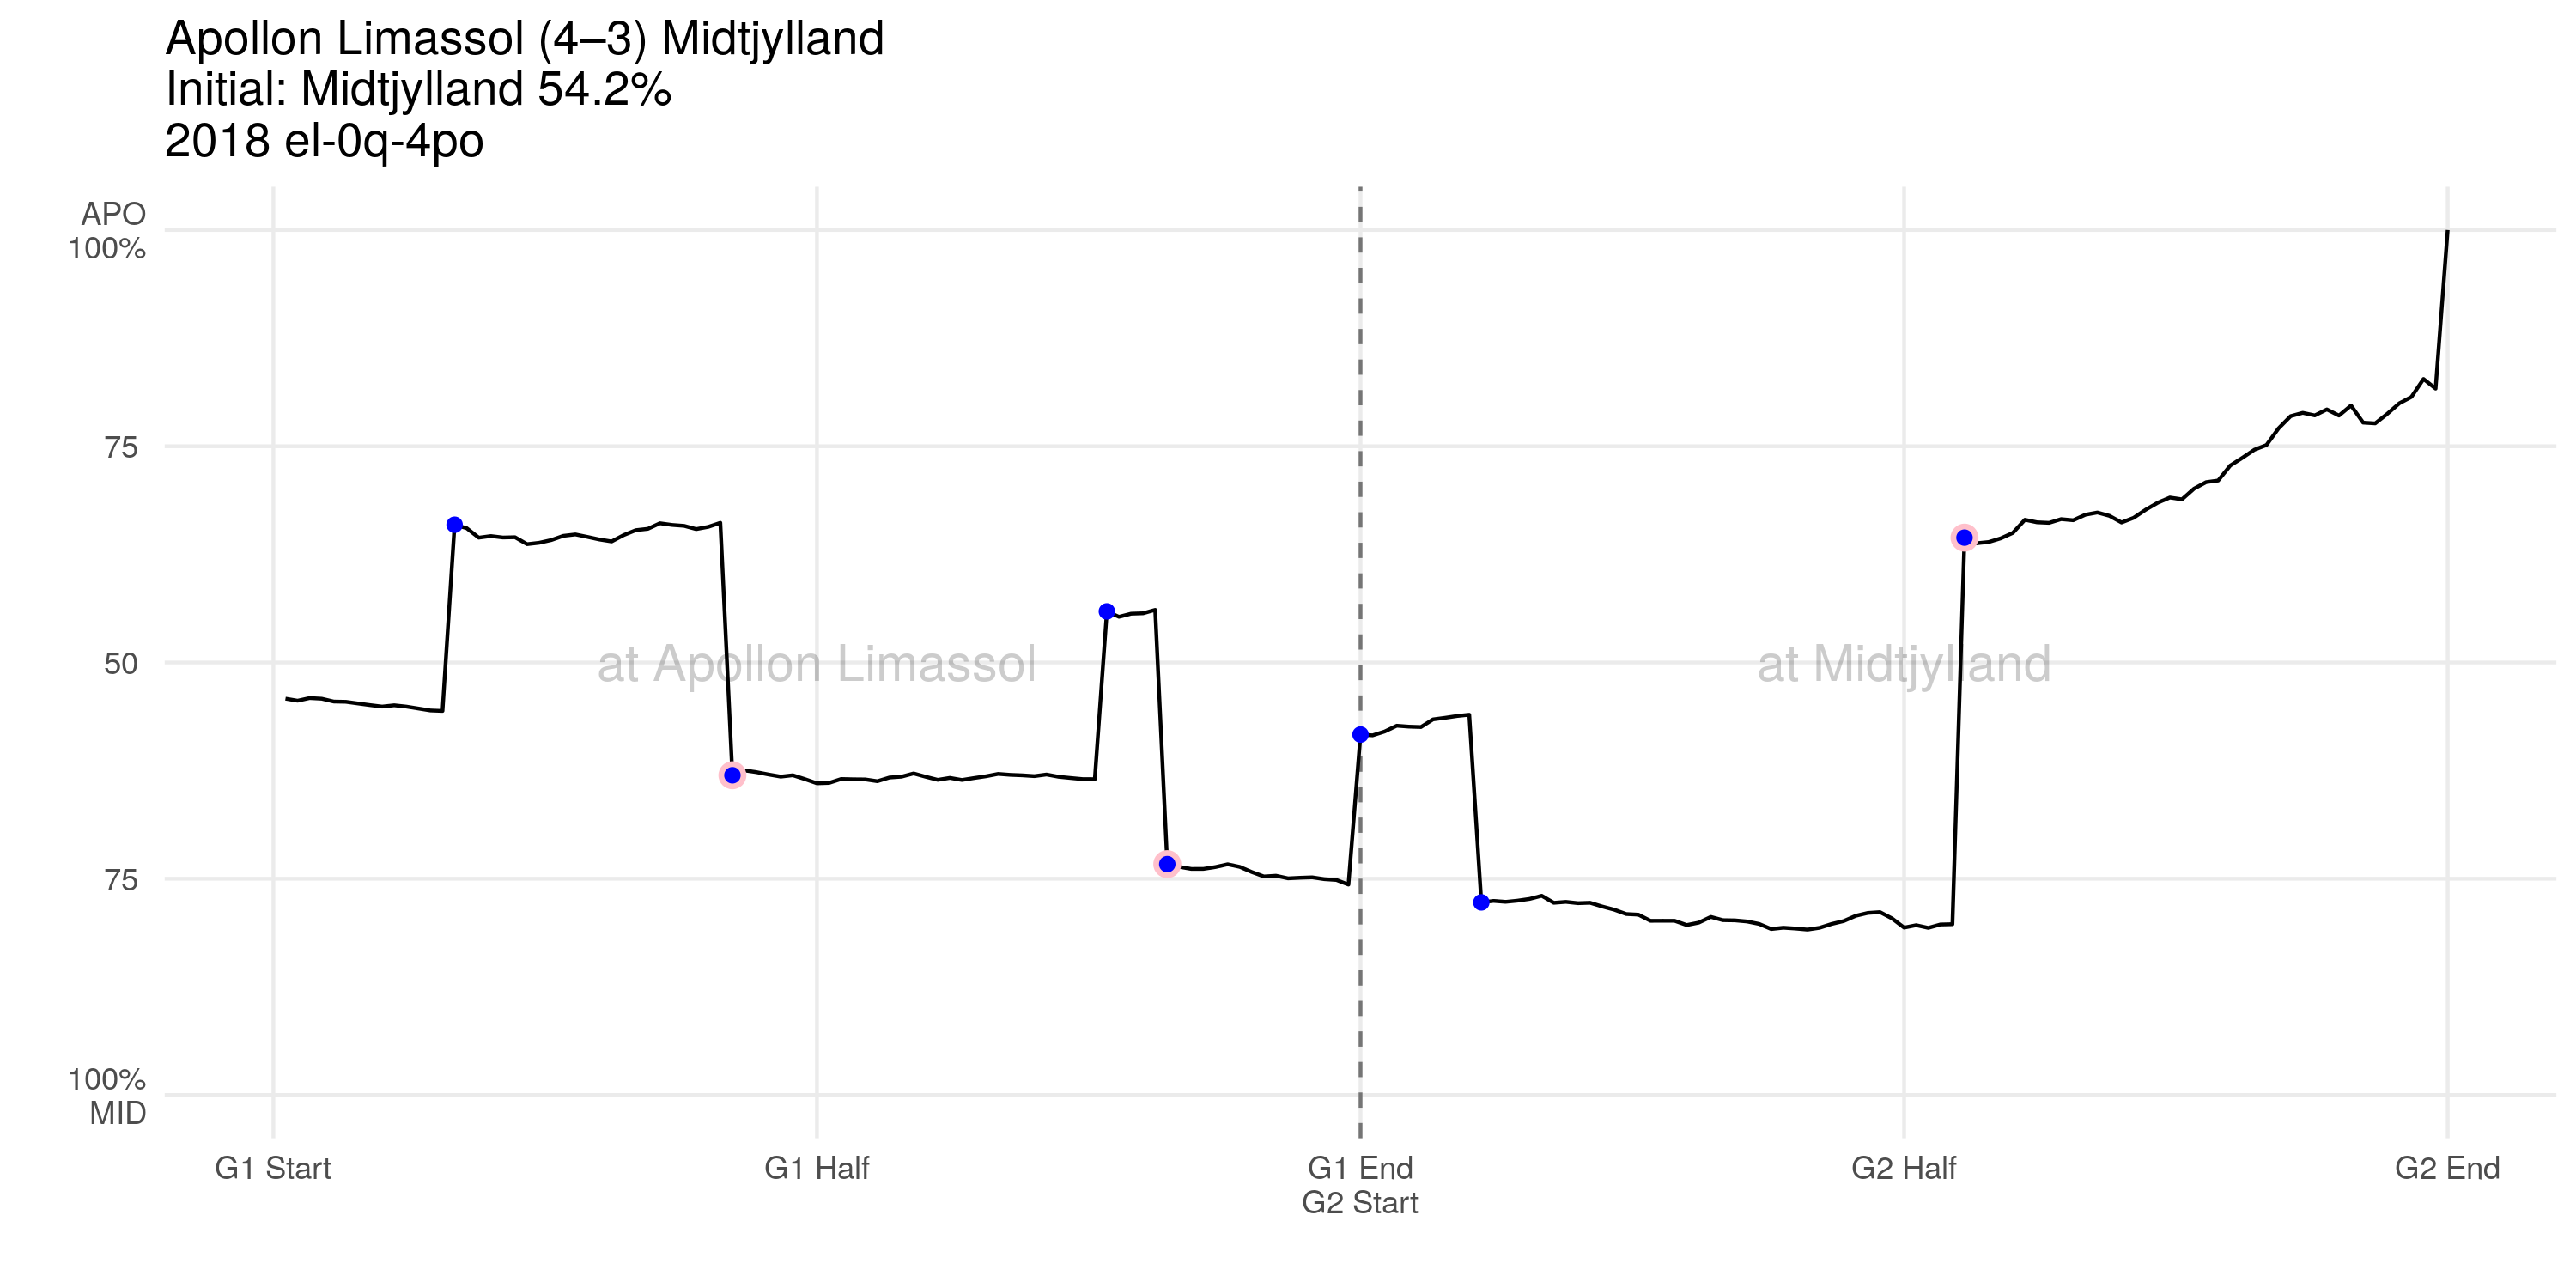 Apollon Limassol (4–3) Midtjylland
Initial: Midtjylland 54.2%
2018 el-0q-4po
APO
100%
75
50
75
100%
MID
at Apollon Limassol
at Midtjylland
G1 Start
G1 Half
G1 End
G2 Start
G2 Half
G2 End